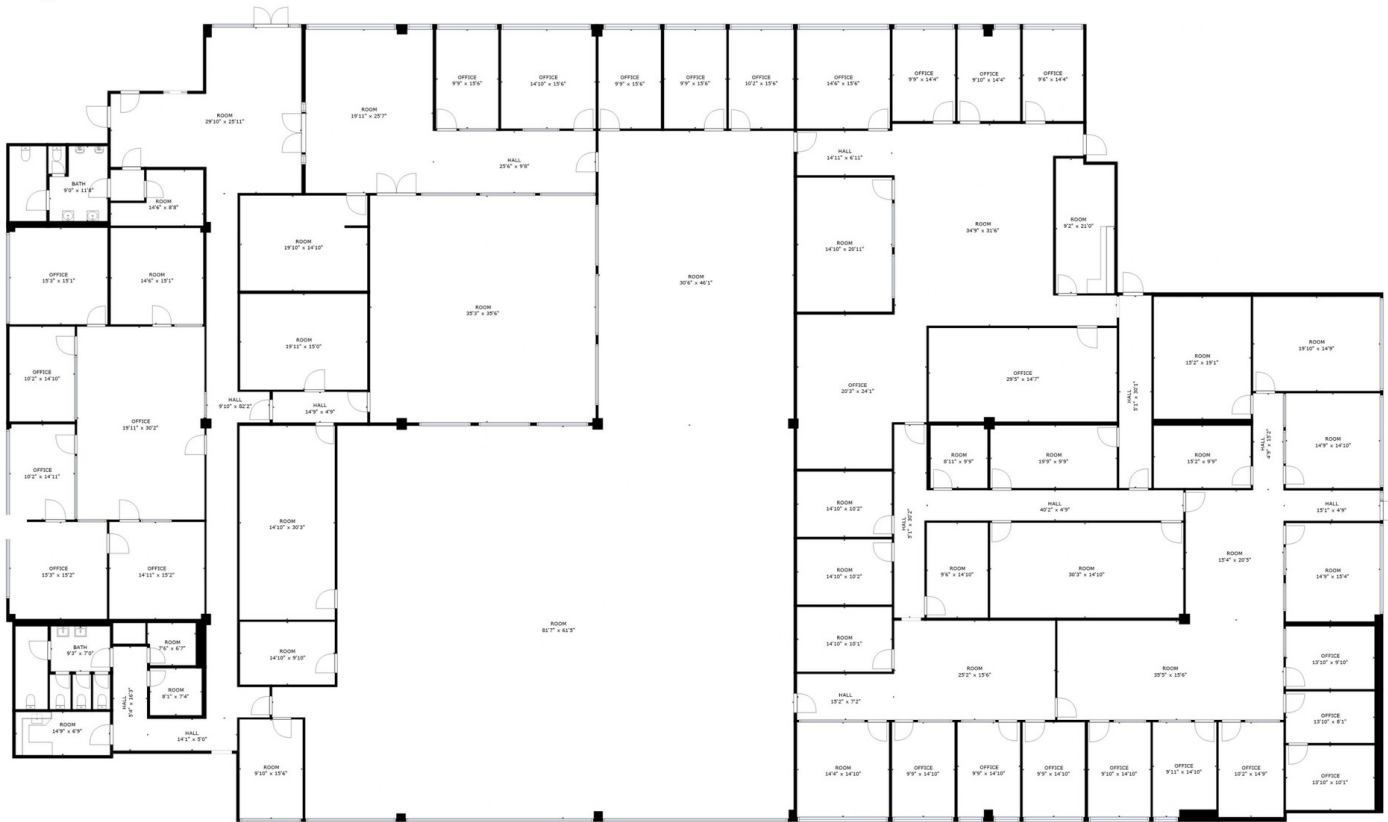 OFFICE
9'9" x 15'6"
OFFICE
14'10" x 15'6"
OFFICE
9'9" x 15'6"
OFFICE
9'9" x 15'6"
OFFICE
10'2" x 15'6"
OFFICE
14'6" x 15'6"
OFFICE
9'9" x 14'4"
OFFICE
9'10" x 14'4"
OFFICE
9'6" x 14'4"
ROOM
29'10" x 25'11"
ROOM
19'11" x 25'7"
HALL
25'6" x 9'8"
HALL
14'11" x 6'11"
BATH
9'0" x 11'8"
ROOM
14'6" x 8'8"
ROOM
19'10" x 14'10"
ROOM
14'10" x 20'11"
ROOM
34'9" x 31'6"
ROOM
9'2" x 21'0"
OFFICE
15'3" x 15'1"
ROOM
14'6" x 15'1"
ROOM
35'3" x 35'6"
ROOM
30'6" x 46'1"
ROOM
19'11" x 15'0"
ROOM
15'2" x 19'1"
ROOM
19'10" x 14'9"
OFFICE
10'2" x 14'10"
OFFICE
29'5" x 14'7"
HALL
5'1" x 30'1"
HALL
9'10" x 82'2"
HALL
14'9" x 4'9"
OFFICE
20'3" x 24'1"
OFFICE
19'11" x 30'2"
OFFICE
10'2" x 14'11"
ROOM
8'11" x 9'9"
ROOM
19'9" x 9'9"
ROOM
15'2" x 9'9"
HALL
4'9" x 15'2"
ROOM
14'9" x 14'10"
ROOM
14'10" x 30'3"
ROOM
14'10" x 10'2"
HALL
5'1" x 30'2"
HALL
40'2" x 4'9"
HALL
15'1" x 4'9"
OFFICE
15'3" x 15'2"
OFFICE
14'11" x 15'2"
ROOM
14'10" x 10'2"
ROOM
9'6" x 14'10"
ROOM
30'3" x 14'10"
ROOM
15'4" x 20'5"
ROOM
14'9" x 15'4"
ROOM
81'7" x 61'5"
BATH
9'3" x 7'0"
ROOM
7'6" x 6'7"
ROOM
14'10" x 9'10"
ROOM
14'10" x 10'1"
ROOM
25'2" x 15'6"
ROOM
35'5" x 15'6"
OFFICE
13'10" x 9'10"
HALL
5'4" x 16'3"
ROOM
8'1" x 7'4"
HALL
15'2" x 7'2"
OFFICE
13'10" x 8'1"
ROOM
14'9" x 6'9"
HALL
14'1" x 5'0"
ROOM
9'10" x 15'6"
ROOM
14'4" x 14'10"
OFFICE
9'9" x 14'10"
OFFICE
9'9" x 14'10"
OFFICE
9'9" x 14'10"
OFFICE
9'10" x 14'10"
OFFICE
9'11" x 14'10"
OFFICE
10'2" x 14'9"
OFFICE
13'10" x 10'1"